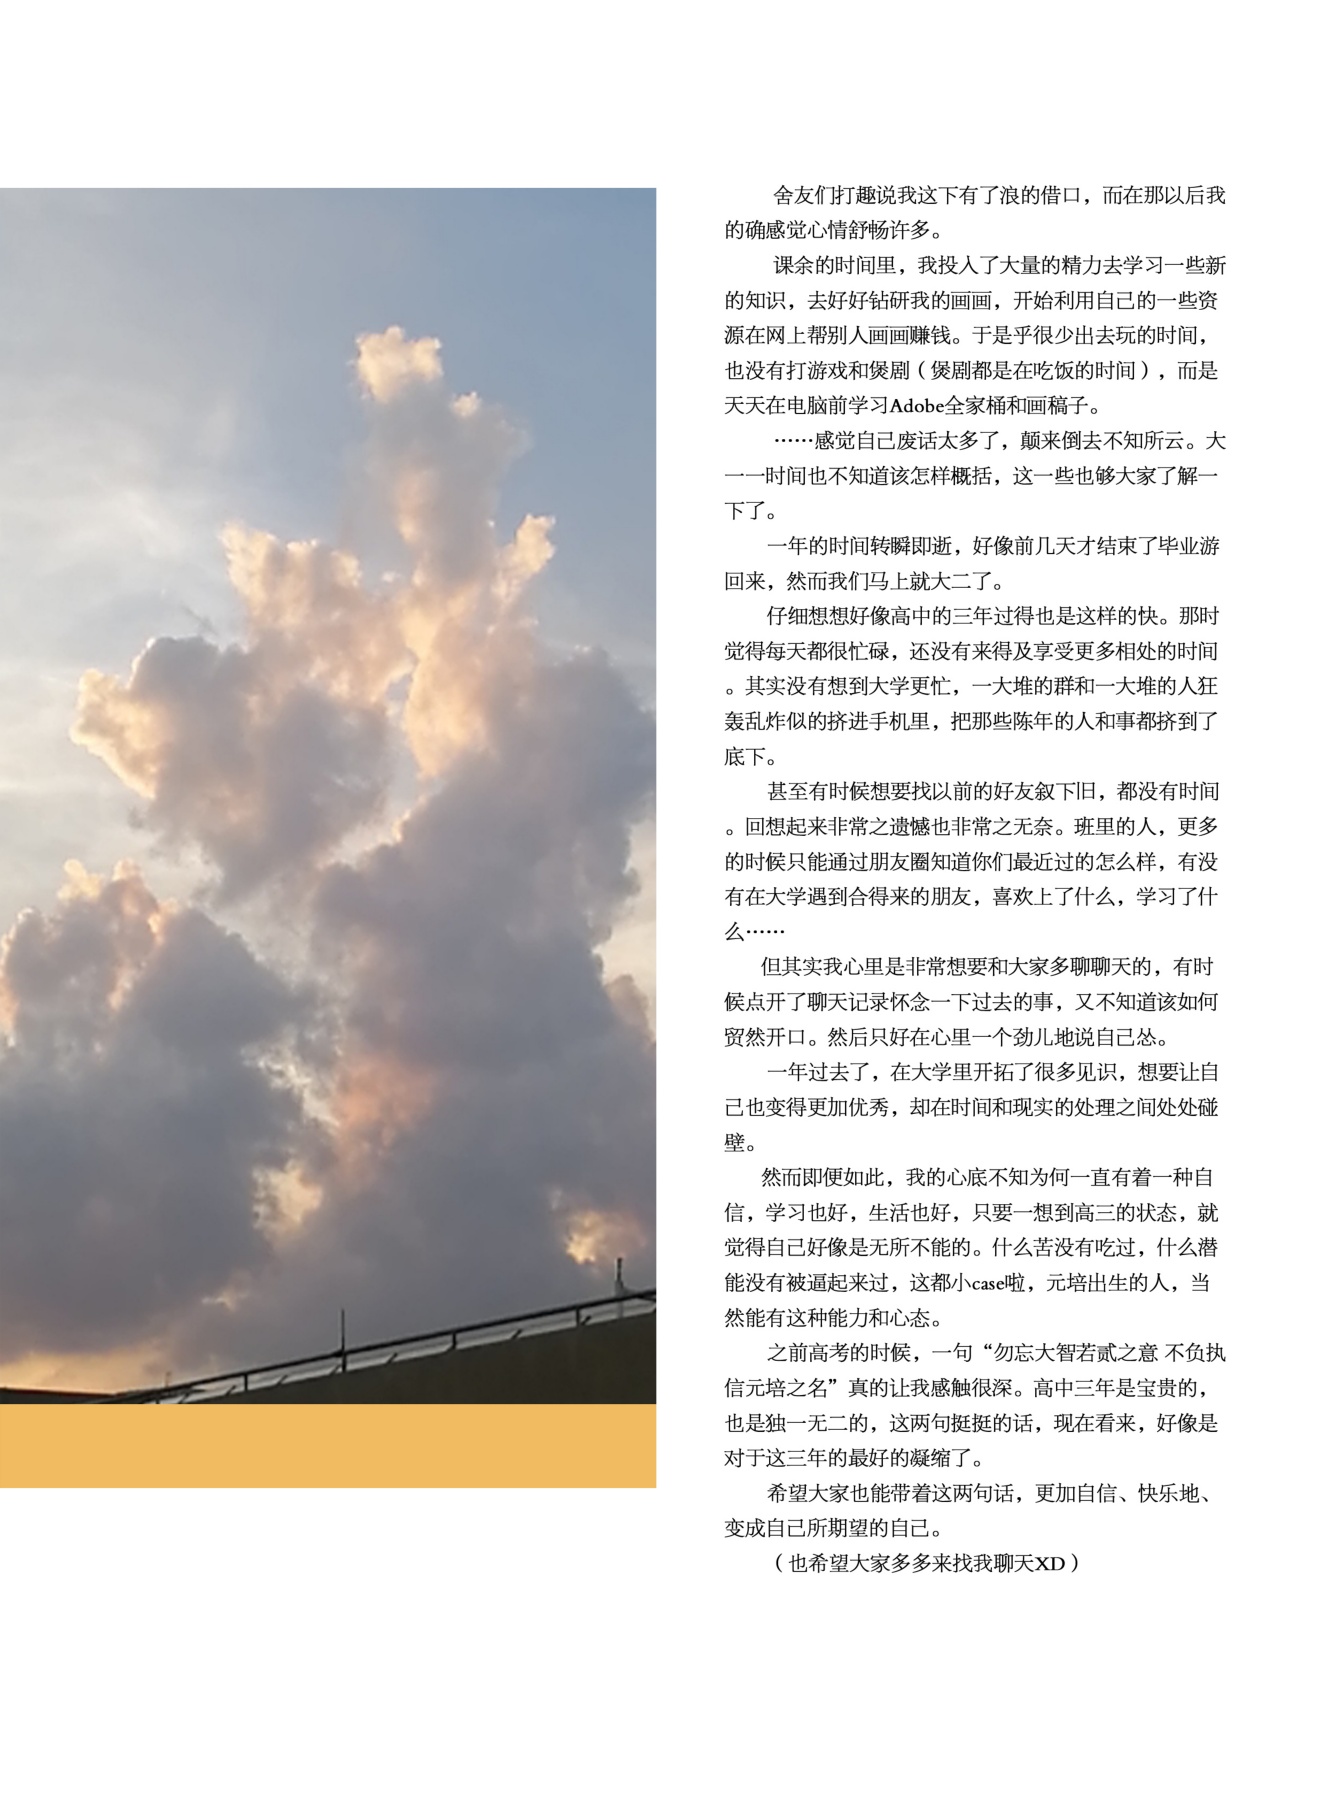 舍友们打趣说我这下有了浪的借口，而在那以后我
的确感觉心情舒畅许多。
课余的时间里，我投入了大量的精力去学习一些新
的知识，去好好钻研我的画画，开始利用自己的一些资
源在网上帮别人画画赚钱。于是乎很少出去玩的时间，
也没有打游戏和煲剧（煲剧都是在吃饭的时间），而是
天天在电脑前学习Adobe全家桶和画稿子。
……感觉自己废话太多了，颠来倒去不知所云。大
一一时间也不知道该怎样概括，这一些也够大家了解一
下了。
一年的时间转瞬即逝，好像前几天才结束了毕业游
回来，然而我们马上就大二了。
仔细想想好像高中的三年过得也是这样的快。那时
觉得每天都很忙碌，还没有来得及享受更多相处的时间
。其实没有想到大学更忙，一大堆的群和一大堆的人狂
轰乱炸似的挤进手机里，把那些陈年的人和事都挤到了
底下。
甚至有时候想要找以前的好友叙下旧，都没有时间
。回想起来非常之遗憾也非常之无奈。班里的人，更多
的时候只能通过朋友圈知道你们最近过的怎么样，有没
有在大学遇到合得来的朋友，喜欢上了什么，学习了什
么……
但其实我心里是非常想要和大家多聊聊天的，有时
候点开了聊天记录怀念一下过去的事，又不知道该如何
贸然开口。然后只好在心里一个劲儿地说自己怂。
一年过去了，在大学里开拓了很多见识，想要让自
己也变得更加优秀，却在时间和现实的处理之间处处碰
壁。
然而即便如此，我的心底不知为何一直有着一种自
信，学习也好，生活也好，只要一想到高三的状态，就
觉得自己好像是无所不能的。什么苦没有吃过，什么潜
能没有被逼起来过，这都小case啦，元培出生的人，当
然能有这种能力和心态。
之前高考的时候，一句“勿忘大智若贰之意 不负执
信元培之名”真的让我感触很深。高中三年是宝贵的，
也是独一无二的，这两句挺挺的话，现在看来，好像是
对于这三年的最好的凝缩了。
希望大家也能带着这两句话，更加自信、快乐地、
变成自己所期望的自己。
（也希望大家多多来找我聊天XD）